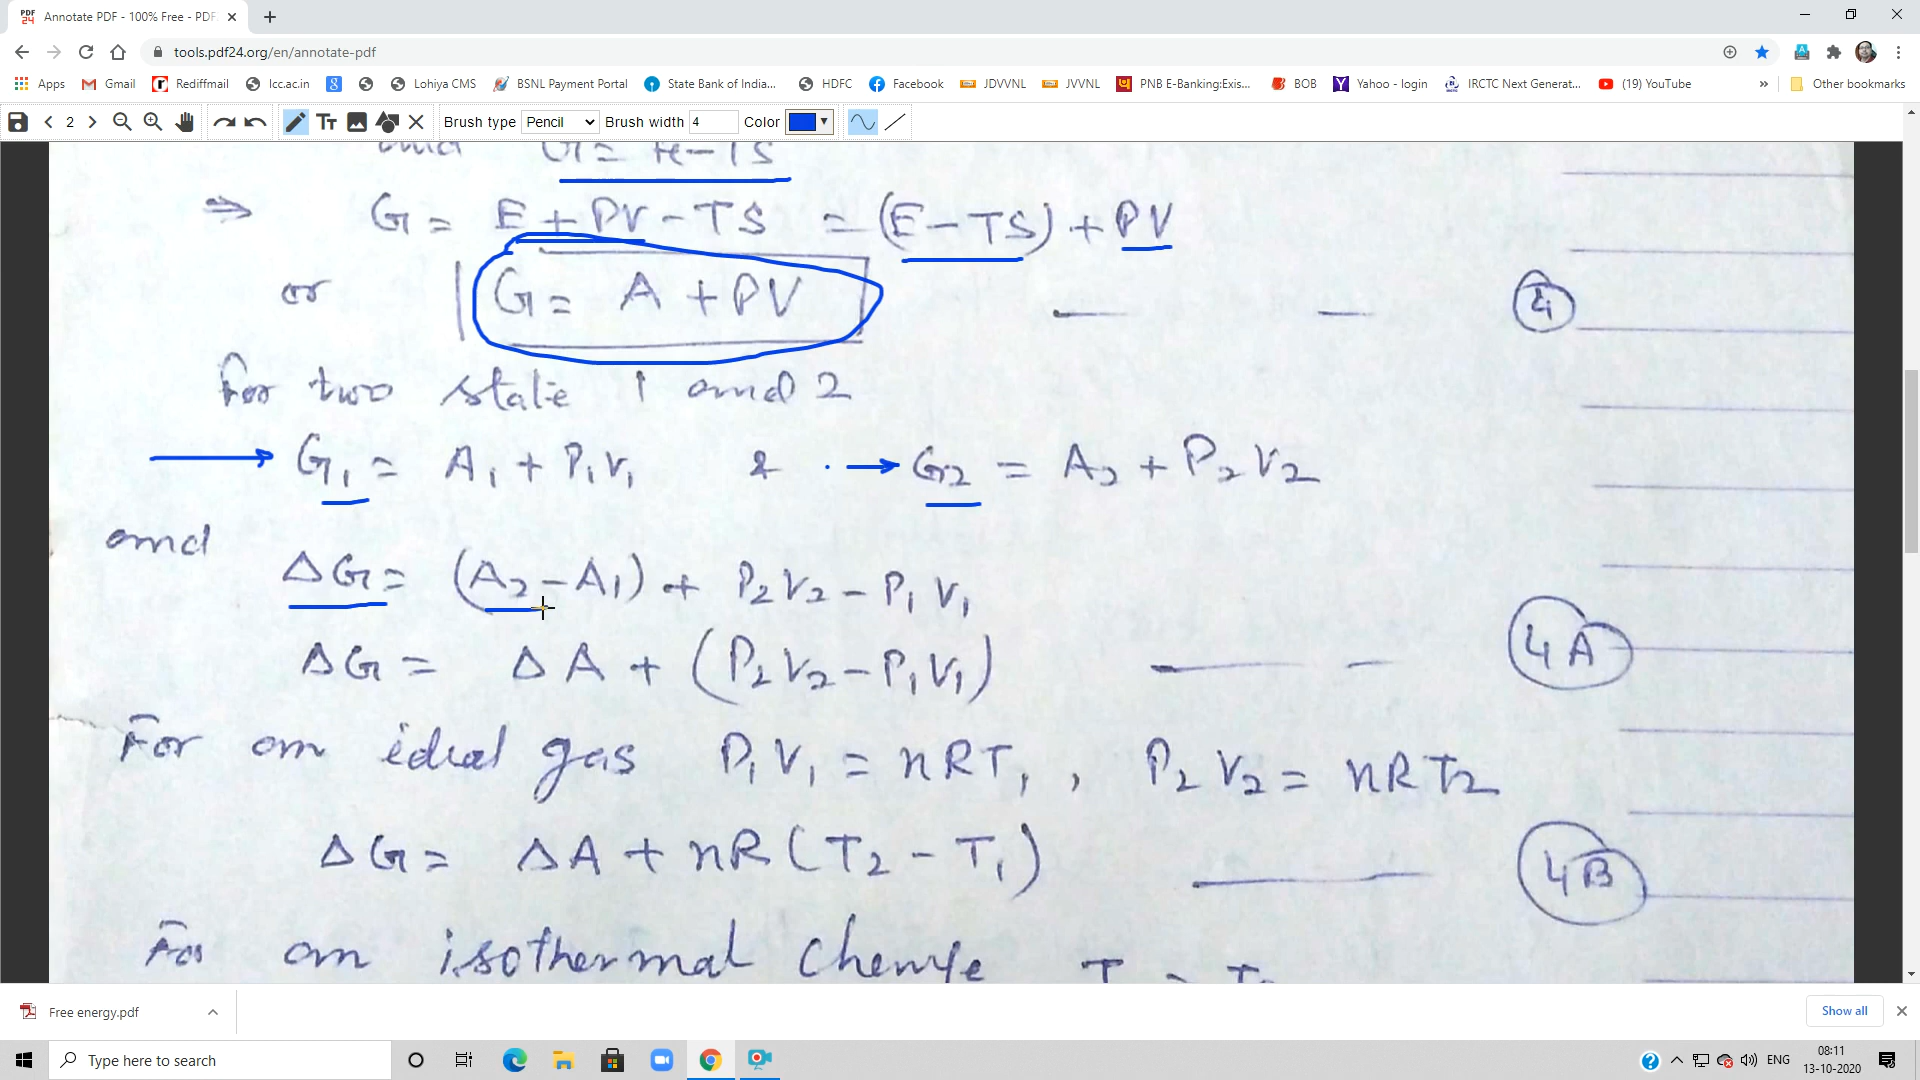 Annotate PDF - 100% Free - PDF
tools.pdf24.org/en/annotate-pdf
Apps Gmail Rediffmail lcc.ac.in Lohiya CMS BSNL Payment Portal State Bank of India... HDFC Facebook JDVVNL JVVNL PNB E-Banking:Exis... BOB Yahoo - login IRCTC Next Generat... (19) YouTube » Other bookmarks
2 Brush type Pencil Brush width 4 Color
and G = H-TS
⇒ G = E + PV - TS = (E - TS) + PV
or G = A + PV — — 4
For two state 1 and 2
G₁ = A₁ + P₁V₁ & G₂ = A₂ + P₂V₂
and
ΔG = (A₂ - A₁) + P₂V₂ - P₁V₁
ΔG = ΔA + (P₂V₂ - P₁V₁) — — 4A
For an ideal gas P₁V₁ = nRT₁, P₂V₂ = nRT₂
ΔG = ΔA + nR(T₂ - T₁) — 4B
For an isothermal
Free energy.pdf
Show all
Type here to search
ENG
08:11
13-10-2020